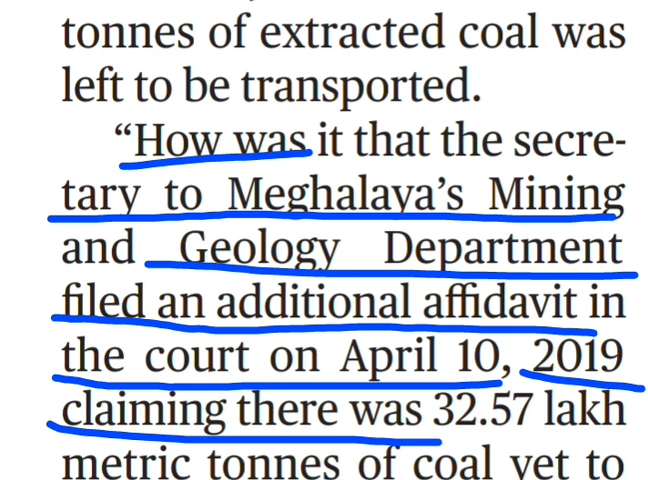 tonnes of extracted coal was
left to be transported.
“How was it that the secre-
tary to Meghalaya’s Mining
and Geology Department
filed an additional affidavit in
the court on April 10, 2019
claiming there was 32.57 lakh
metric tonnes of coal yet to